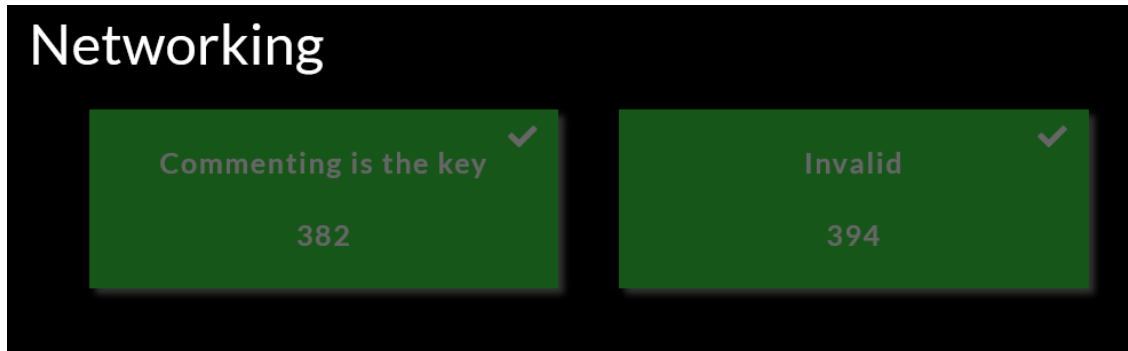 Networking
Commenting is the key
382
Invalid
394